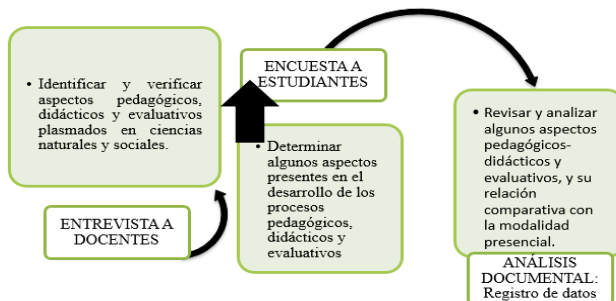 • Identificar y verificar
aspectos pedagógicos,
didácticos y evaluativos
plasmados en ciencias
naturales y sociales.
ENTREVISTA A
DOCENTES
ENCUESTA A
ESTUDIANTES
• Determinar
algunos aspectos
presentes en el
desarrollo de los
procesos
pedagógicos,
didácticos y
evaluativos
• Revisar y analizar
algunos aspectos
pedagógicos-
didácticos y
evaluativos, y su
relación
comparativa con
la modalidad
presencial.
ANÁLISIS
DOCUMENTAL:
Registro de datos